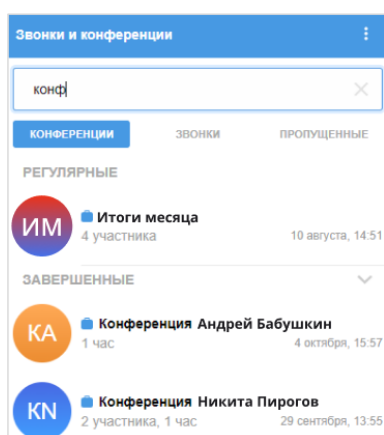 Звонки и конференции
конф
КОНФЕРЕНЦИИ ЗВОНКИ ПРОПУЩЕННЫЕ
РЕГУЛЯРНЫЕ
ИМ Итоги месяца
4 участника 10 августа, 14:51
ЗАВЕРШЕННЫЕ
КА Конференция Андрей Бабушкин
1 час 4 октября, 15:57
KN Конференция Никита Пирогов
2 участника, 1 час 29 сентября, 13:55